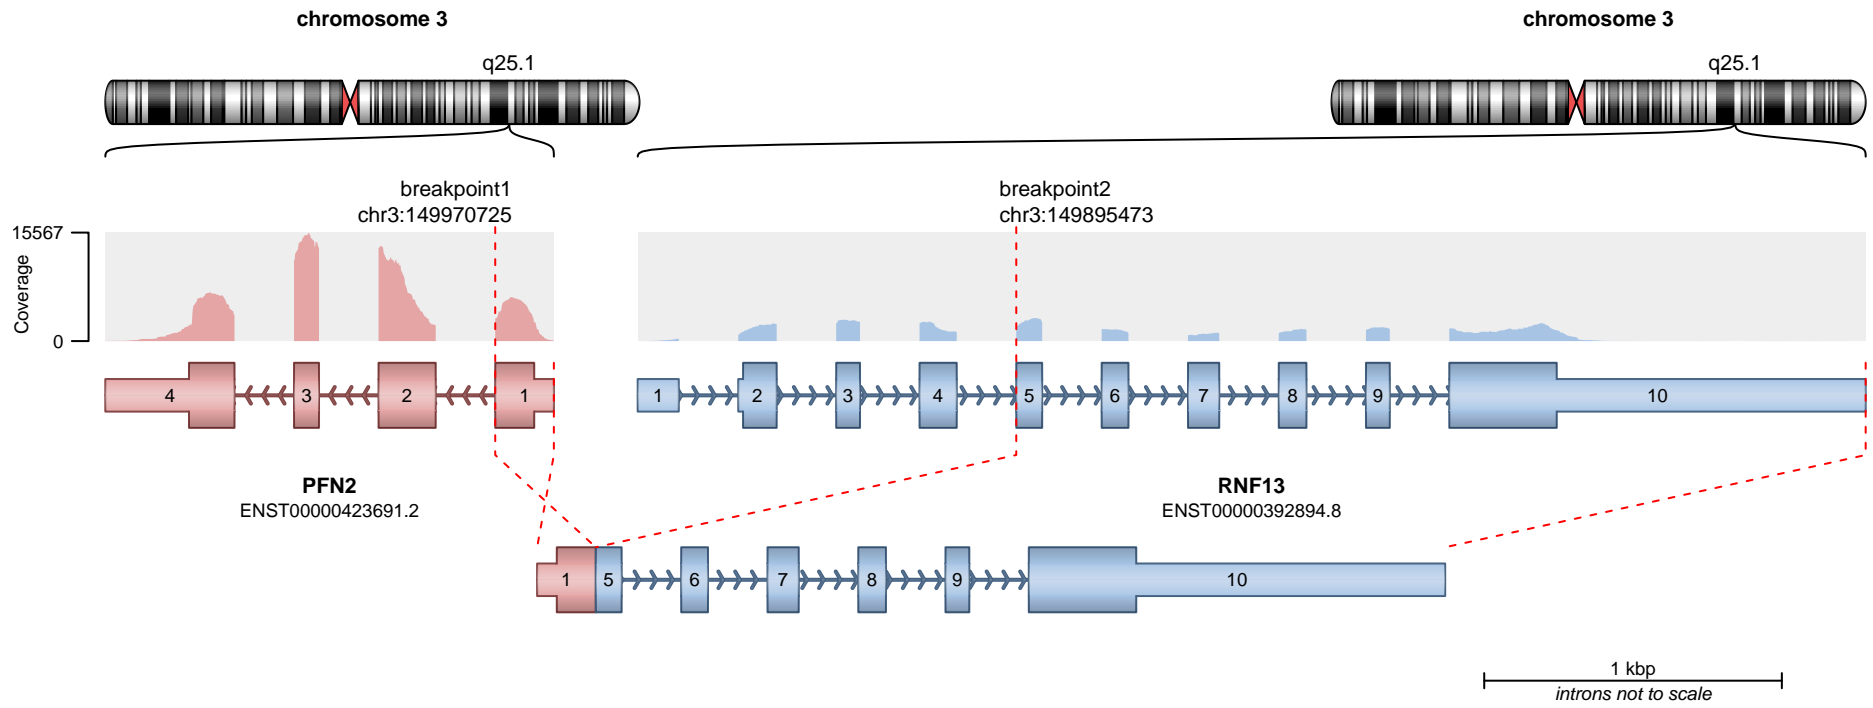 chromosome 3
chromosome 3
q25.1
q25.1
breakpoint1
chr3:149970725
breakpoint2
chr3:149895473
15567
Coverage
0
4
3
2
1
1
2
3
4
5
6
7
8
9
10
PFN2
ENST00000423691.2
RNF13
ENST00000392894.8
1
5
6
7
8
9
10
1 kbp
introns not to scale